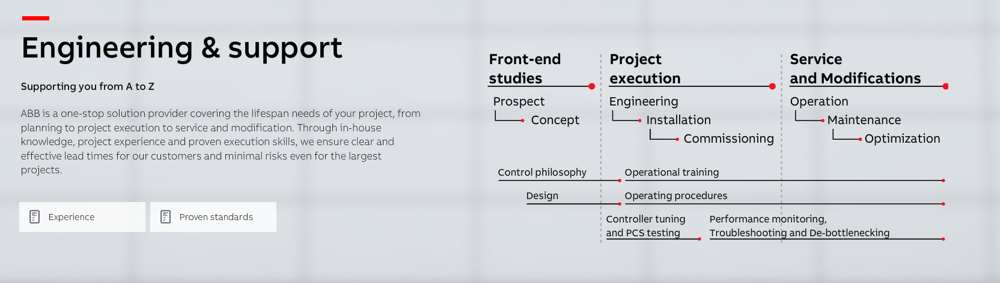 Engineering & support
Supporting you from A to Z
ABB is a one-stop solution provider covering the lifespan needs of your project, from
planning to project execution to service and modification. Through in-house
knowledge, project experience and proven execution skills, we ensure clear and
effective lead times for our customers and minimal risks even for the largest
projects.
Experience
Proven standards
Front-end
studies
Prospect
Concept
Project
execution
Engineering
Installation
Commissioning
Service
and Modifications
Operation
Maintenance
Optimization
Control philosophy
Operational training
Design
Operating procedures
Controller tuning
and PCS testing
Performance monitoring,
Troubleshooting and De-bottlenecking